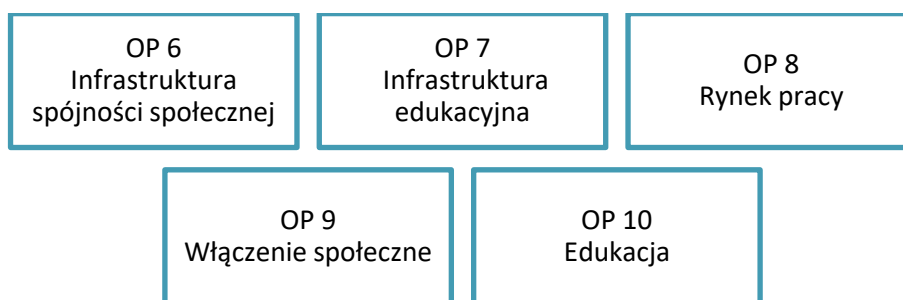 OP 6
Infrastruktura
spójności społecznej
OP 7
Infrastruktura
edukacyjna
OP 8
Rynek pracy
OP 9
Włączenie społeczne
OP 10
Edukacja